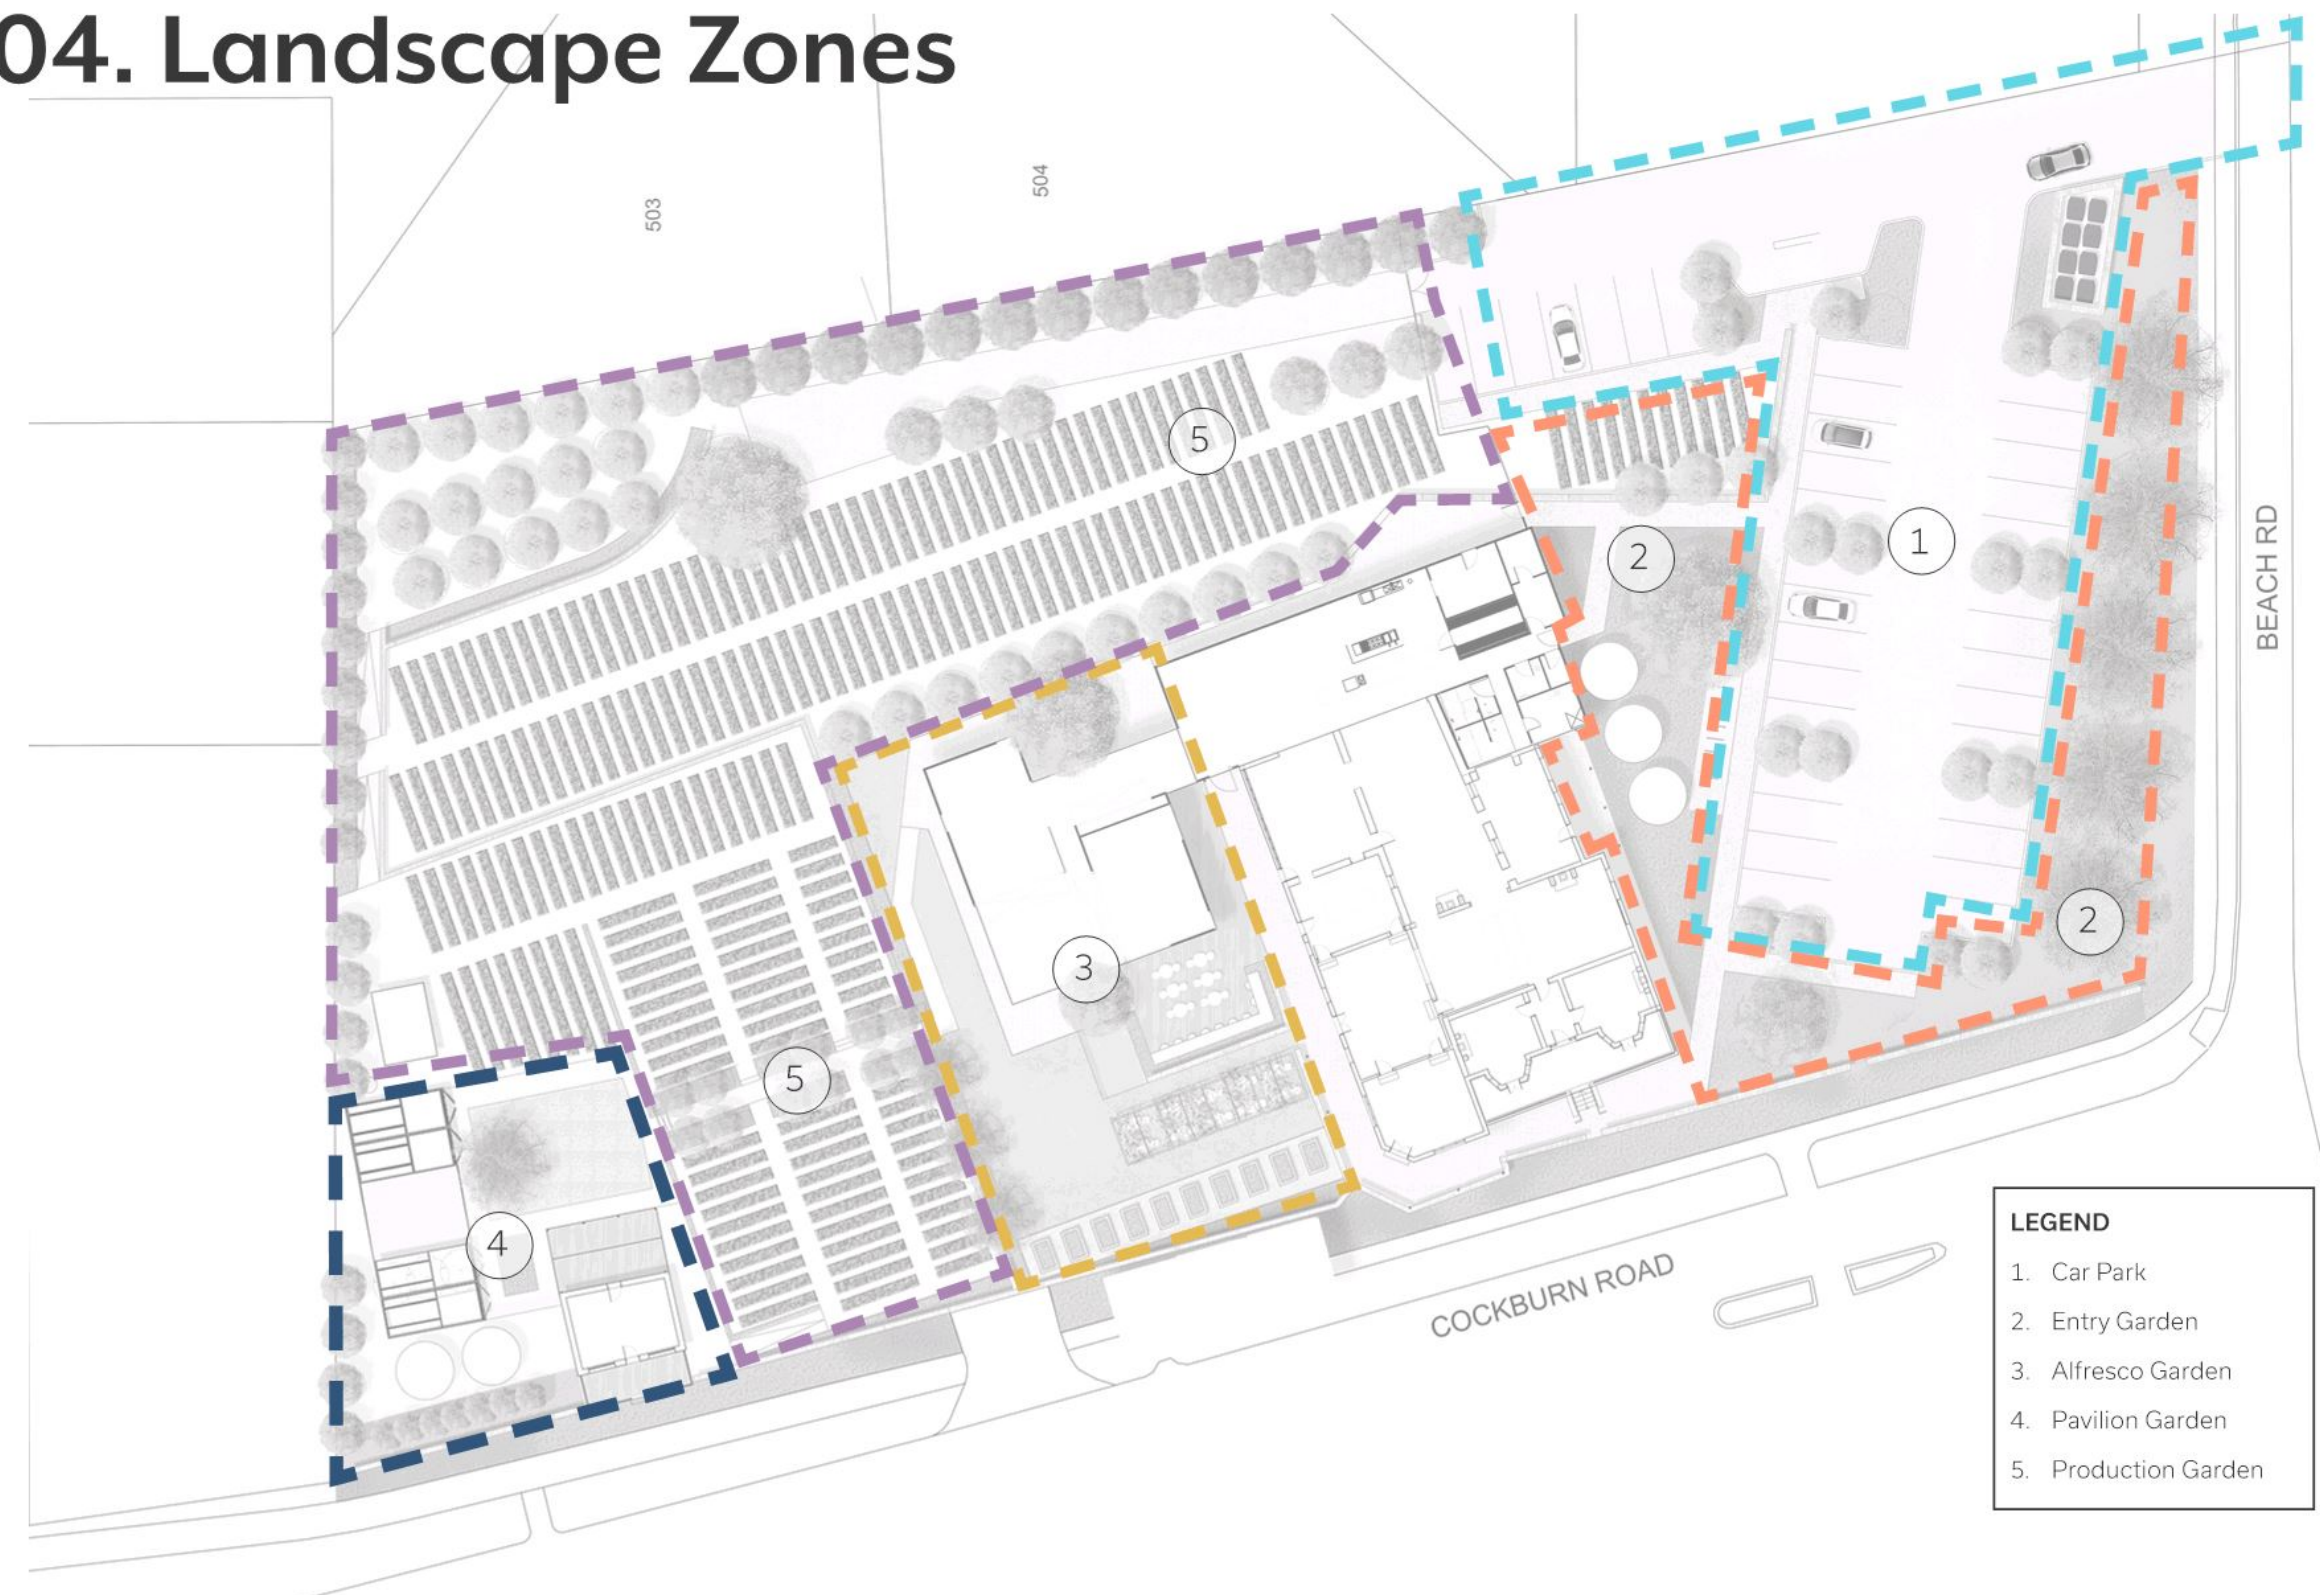 04. Landscape Zones
503
504
5
2
1
BEACH RD
3
2
5
4
COCKBURN ROAD
LEGEND
1. Car Park
2. Entry Garden
3. Alfresco Garden
4. Pavilion Garden
5. Production Garden